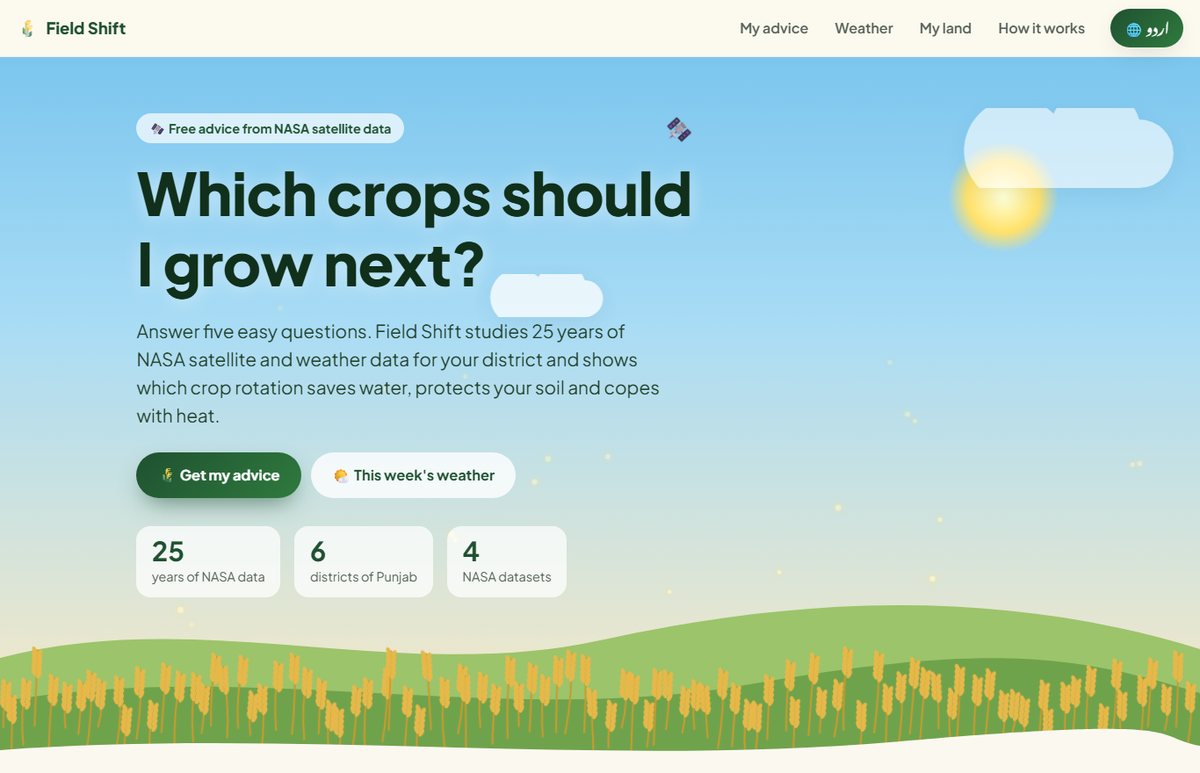 Field Shift
My advice
Weather
My land
How it works
اردو
Free advice from NASA satellite data
Which crops should
I grow next?
Answer five easy questions. Field Shift studies 25 years of
NASA satellite and weather data for your district and shows
which crop rotation saves water, protects your soil and copes
with heat.
Get my advice
This week's weather
25
years of NASA data
6
districts of Punjab
4
NASA datasets